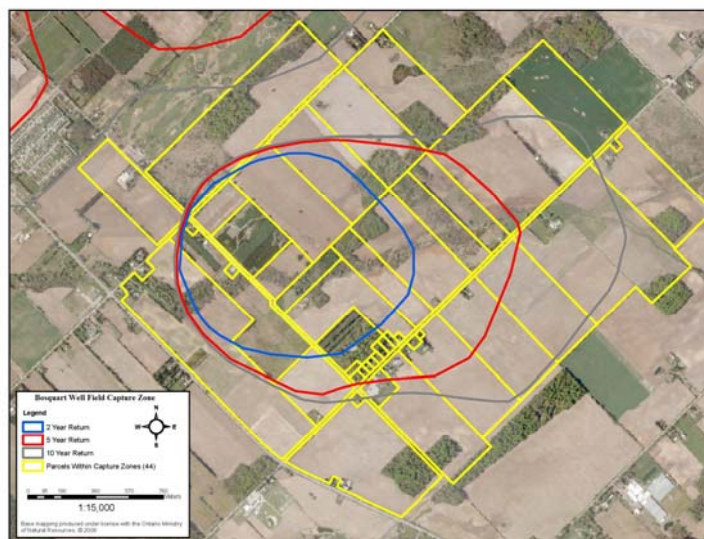 Bosquart Well Field Capture Zone
Legend
2 Year Return
5 Year Return
10 Year Return
Parcels Within Capture Zones (44)
N
W E
S
Meters
1:15,000
Base mapping produced under license with the Ontario Ministry
of Natural Resources, © 2006